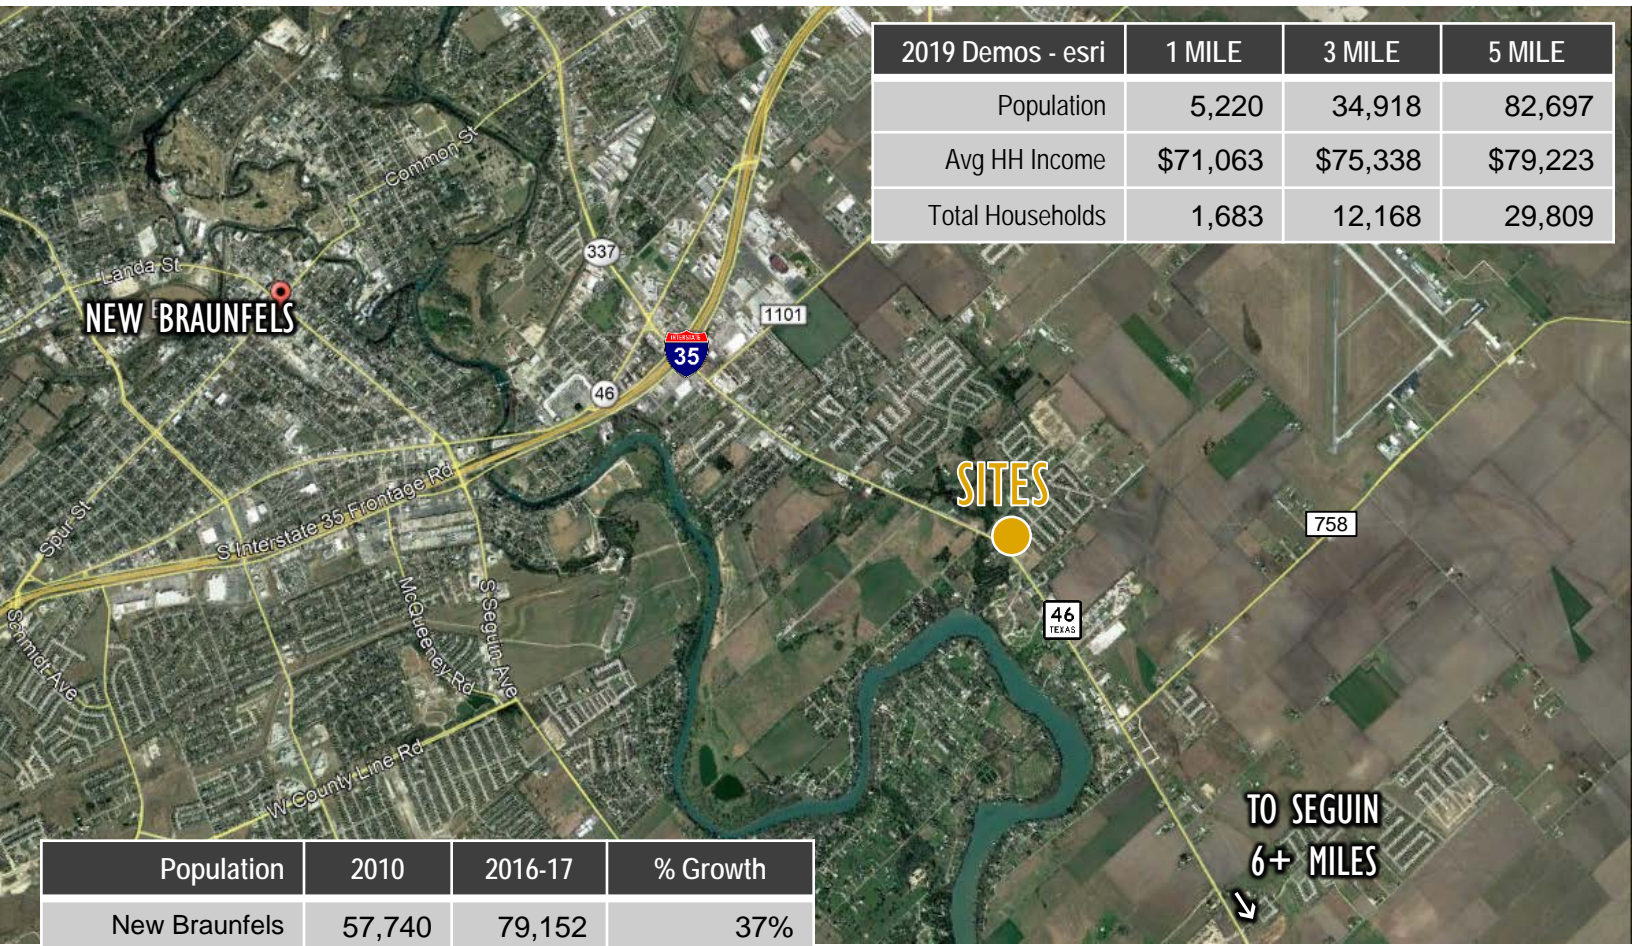 2019 Demos - esri 1 MILE 3 MILE 5 MILE
Population 5,220 34,918 82,697
Avg HH Income $71,063 $75,338 $79,223
Total Households 1,683 12,168 29,809
Common St
337
Landa St
NEW BRAUNFELS
1101
INTERSTATE
35
46
SITES
S Interstate 35 Frontage Rd
Spur St
758
Schmidt Ave
McQueeney Rd
S Seguin Ave
46
TEXAS
W County Line Rd
TO SEGUIN
6+ MILES
Population 2010 2016-17 % Growth
New Braunfels 57,740 79,152 37%